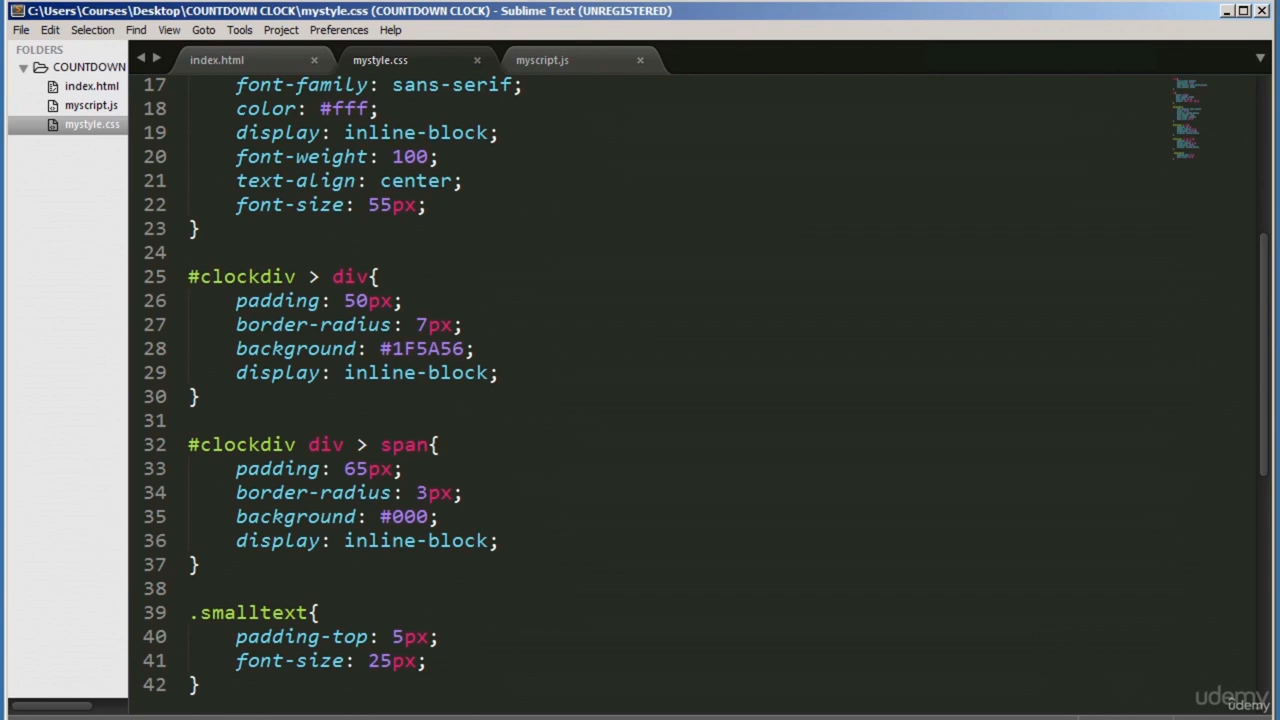 C:\Users\Courses\Desktop\COUNTDOWN CLOCK\mystyle.css (COUNTDOWN CLOCK) - Sublime Text (UNREGISTERED)
File Edit Selection Find View Goto Tools Project Preferences Help
FOLDERS
COUNTDOWN
index.html
myscript.js
mystyle.css
index.html × mystyle.css × myscript.js ×
17 font-family: sans-serif;
18 color: #fff;
19 display: inline-block;
20 font-weight: 100;
21 text-align: center;
22 font-size: 55px;
23 }
24
25 #clockdiv > div{
26 padding: 50px;
27 border-radius: 7px;
28 background: #1F5A56;
29 display: inline-block;
30 }
31
32 #clockdiv div > span{
33 padding: 65px;
34 border-radius: 3px;
35 background: #000;
36 display: inline-block;
37 }
38
39 .smalltext{
40 padding-top: 5px;
41 font-size: 25px;
42 }
udemy
udemy